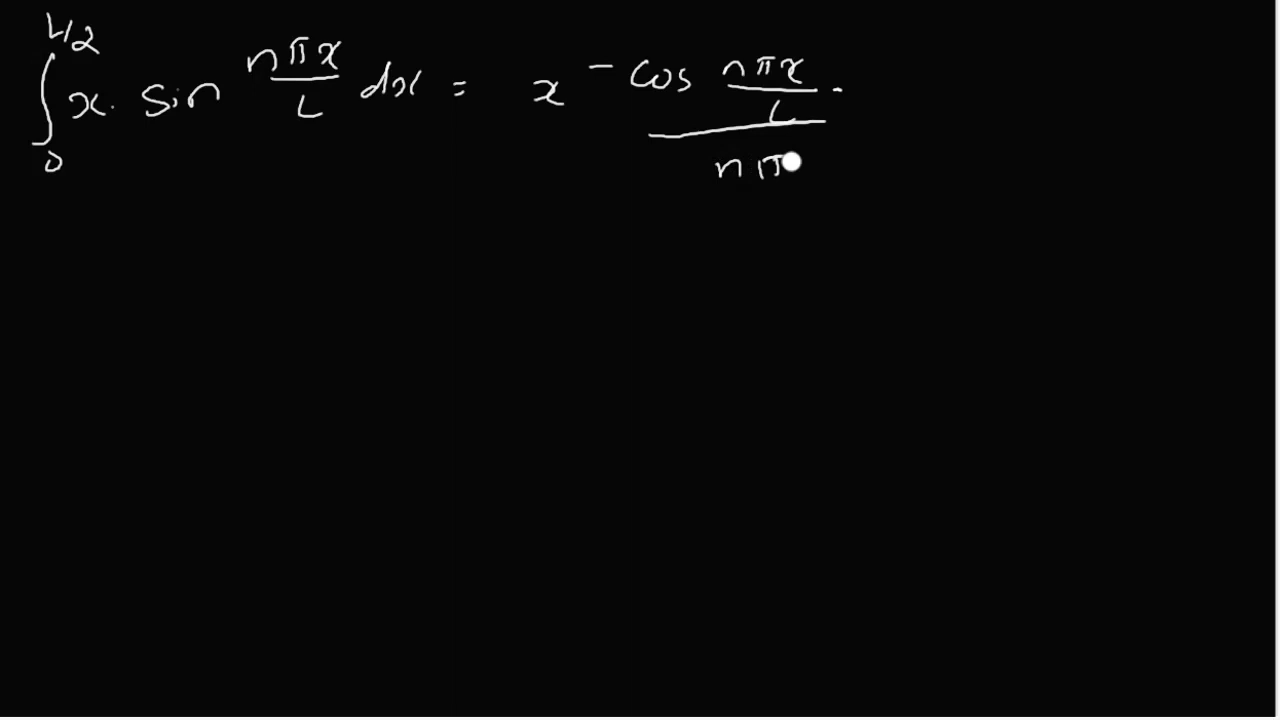 ∫₀^{L/2} x. sin nπx/L dx = x (-cos nπx/L)/(nπ .